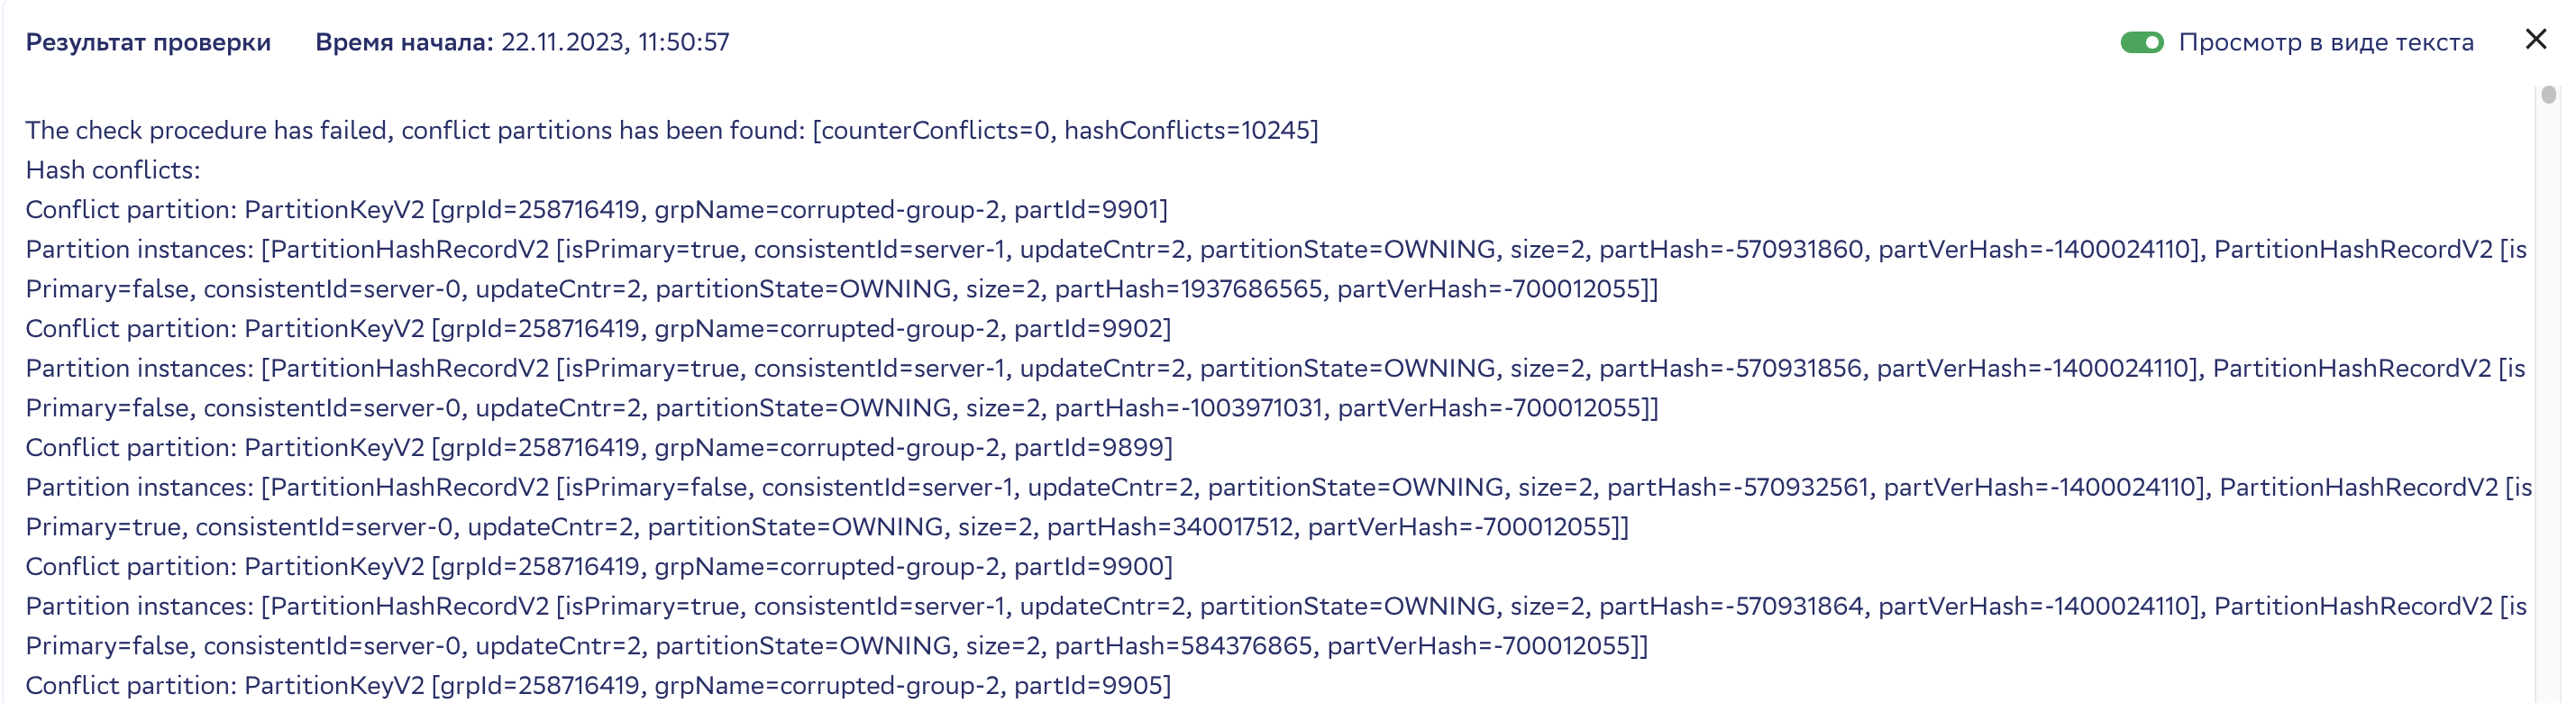 Результат проверки Время начала: 22.11.2023, 11:50:57 Просмотр в виде текста
The check procedure has failed, conflict partitions has been found: [counterConflicts=0, hashConflicts=10245]
Hash conflicts:
Conflict partition: PartitionKeyV2 [grpId=258716419, grpName=corrupted-group-2, partId=9901]
Partition instances: [PartitionHashRecordV2 [isPrimary=true, consistentId=server-1, updateCntr=2, partitionState=OWNING, size=2, partHash=-570931860, partVerHash=-1400024110], PartitionHashRecordV2 [is
Primary=false, consistentId=server-0, updateCntr=2, partitionState=OWNING, size=2, partHash=1937686565, partVerHash=-700012055]]
Conflict partition: PartitionKeyV2 [grpId=258716419, grpName=corrupted-group-2, partId=9902]
Partition instances: [PartitionHashRecordV2 [isPrimary=true, consistentId=server-1, updateCntr=2, partitionState=OWNING, size=2, partHash=-570931856, partVerHash=-1400024110], PartitionHashRecordV2 [is
Primary=false, consistentId=server-0, updateCntr=2, partitionState=OWNING, size=2, partHash=-1003971031, partVerHash=-700012055]]
Conflict partition: PartitionKeyV2 [grpId=258716419, grpName=corrupted-group-2, partId=9899]
Partition instances: [PartitionHashRecordV2 [isPrimary=false, consistentId=server-1, updateCntr=2, partitionState=OWNING, size=2, partHash=-570932561, partVerHash=-1400024110], PartitionHashRecordV2 [is
Primary=true, consistentId=server-0, updateCntr=2, partitionState=OWNING, size=2, partHash=340017512, partVerHash=-700012055]]
Conflict partition: PartitionKeyV2 [grpId=258716419, grpName=corrupted-group-2, partId=9900]
Partition instances: [PartitionHashRecordV2 [isPrimary=true, consistentId=server-1, updateCntr=2, partitionState=OWNING, size=2, partHash=-570931864, partVerHash=-1400024110], PartitionHashRecordV2 [is
Primary=false, consistentId=server-0, updateCntr=2, partitionState=OWNING, size=2, partHash=584376865, partVerHash=-700012055]]
Conflict partition: PartitionKeyV2 [grpId=258716419, grpName=corrupted-group-2, partId=9905]